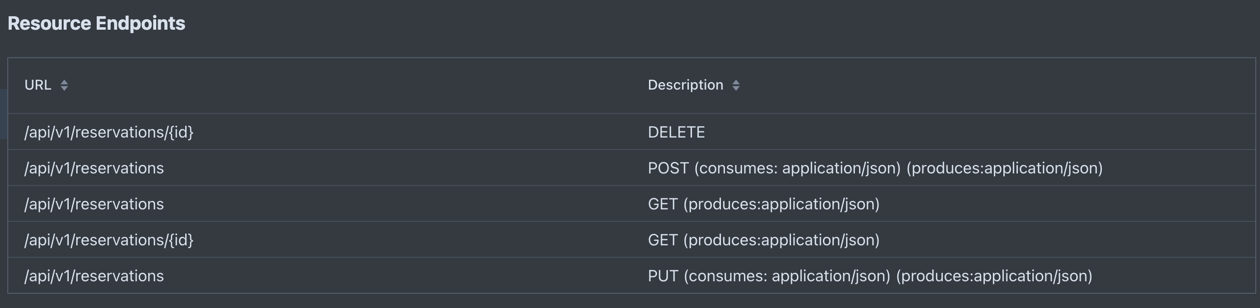 Resource Endpoints
URL Description
/api/v1/reservations/{id} DELETE
/api/v1/reservations POST (consumes: application/json) (produces:application/json)
/api/v1/reservations GET (produces:application/json)
/api/v1/reservations/{id} GET (produces:application/json)
/api/v1/reservations PUT (consumes: application/json) (produces:application/json)